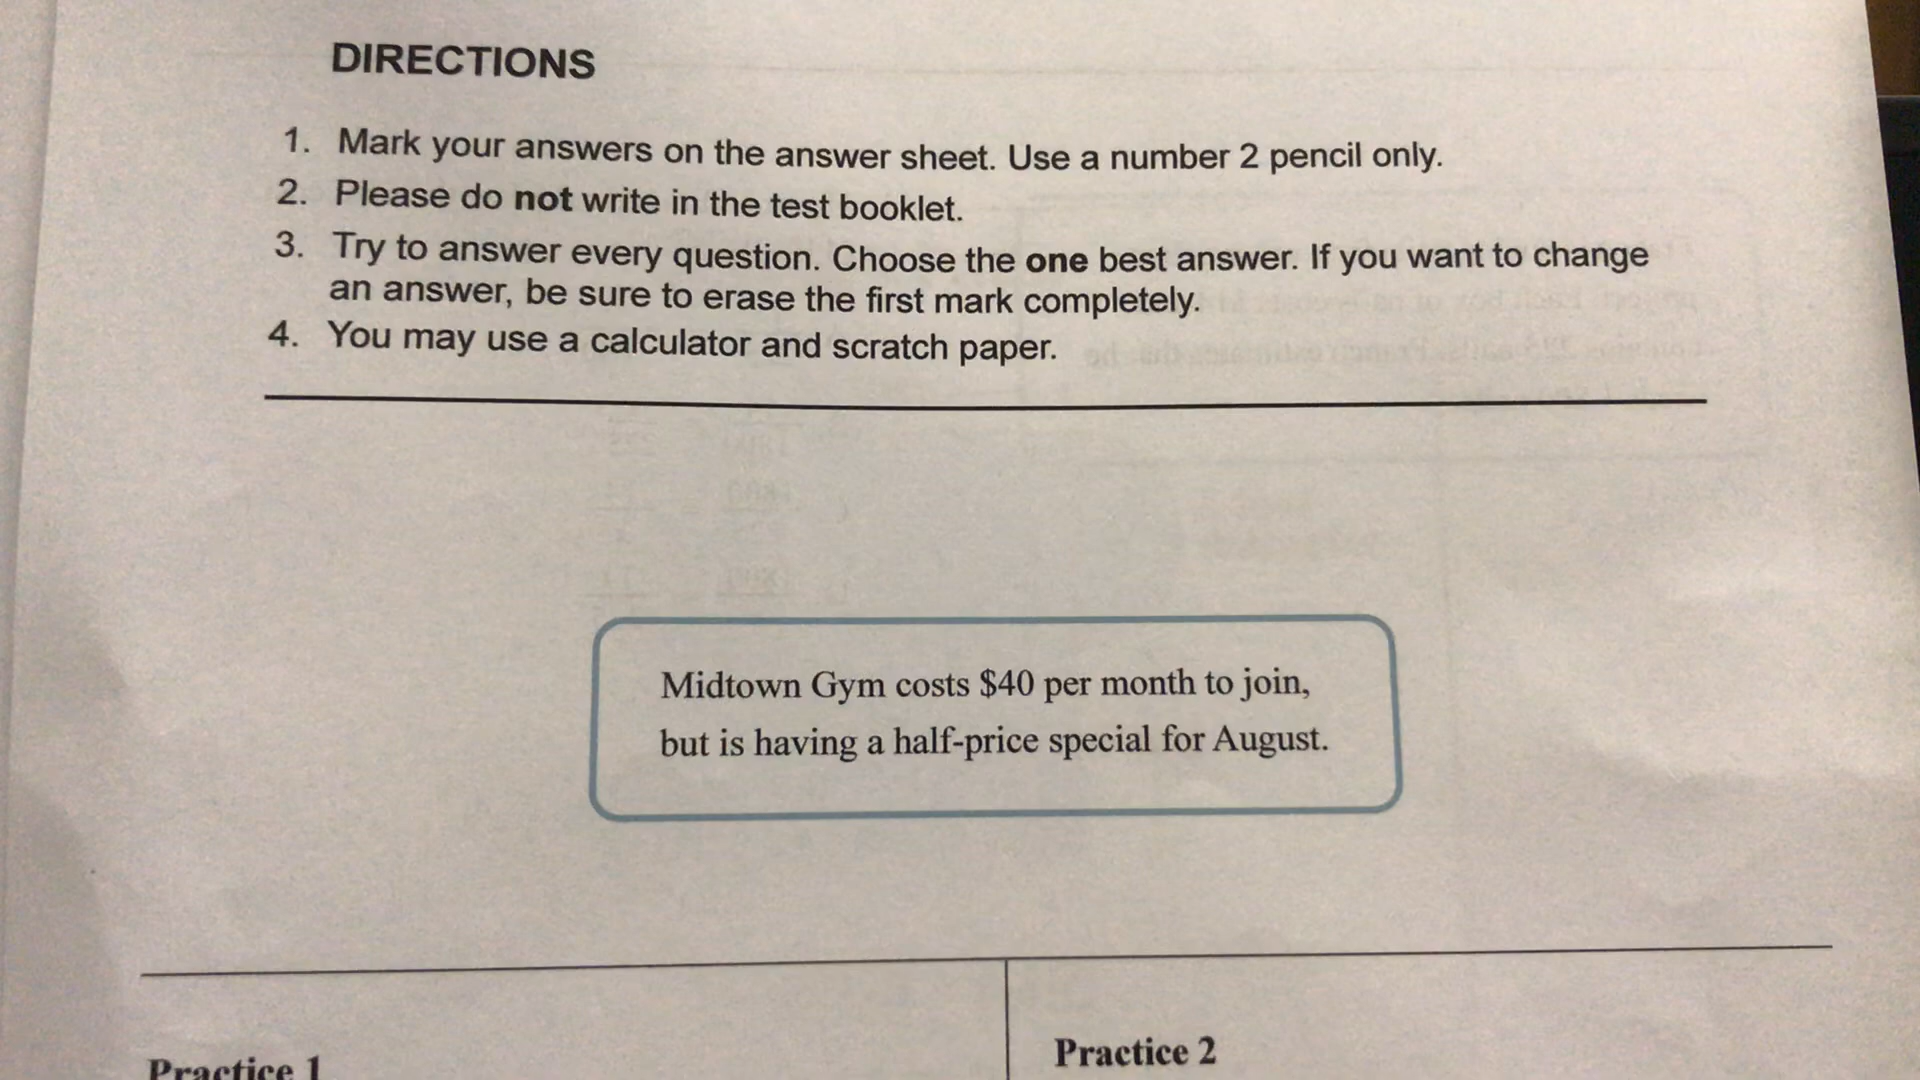 DIRECTIONS
1. Mark your answers on the answer sheet. Use a number 2 pencil only.
2. Please do not write in the test booklet.
3. Try to answer every question. Choose the one best answer. If you want to change
an answer, be sure to erase the first mark completely.
4. You may use a calculator and scratch paper.
Midtown Gym costs $40 per month to join,
but is having a half-price special for August.
Practice 1
Practice 2